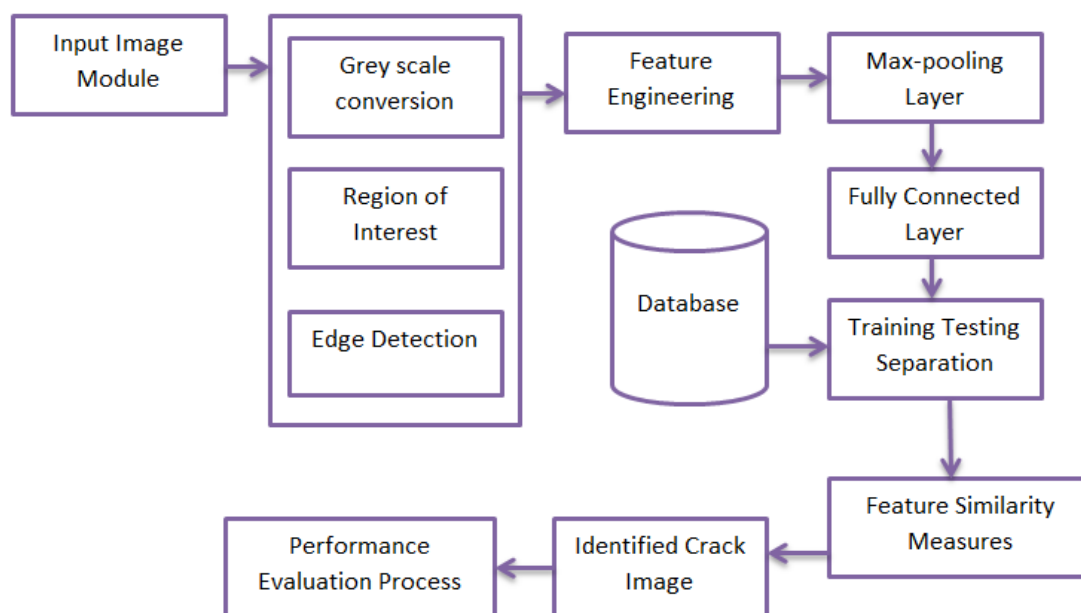 Input Image
Module
Grey scale
conversion
Region of
Interest
Edge Detection
Feature
Engineering
Max-pooling
Layer
Fully Connected
Layer
Database
Training Testing
Separation
Feature Similarity
Measures
Identified Crack
Image
Performance
Evaluation Process